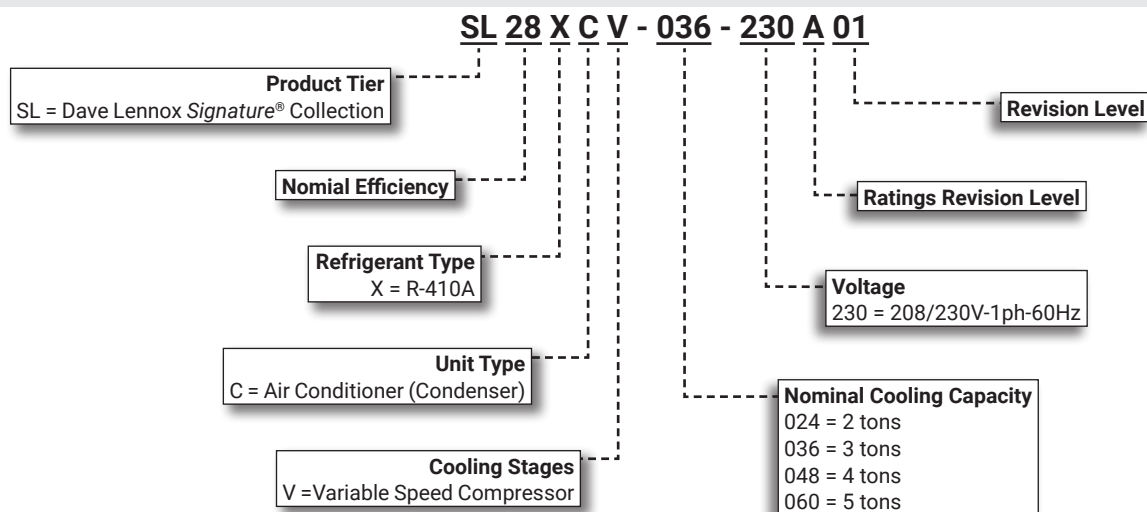 SL 28 X C V - 036 - 230 A 01
Product Tier
SL = Dave Lennox Signature® Collection
Revision Level
Nomial Efficiency
Ratings Revision Level
Refrigerant Type
X = R-410A
Voltage
230 = 208/230V-1ph-60Hz
Unit Type
C = Air Conditioner (Condenser)
Nominal Cooling Capacity
024 = 2 tons
036 = 3 tons
048 = 4 tons
060 = 5 tons
Cooling Stages
V =Variable Speed Compressor